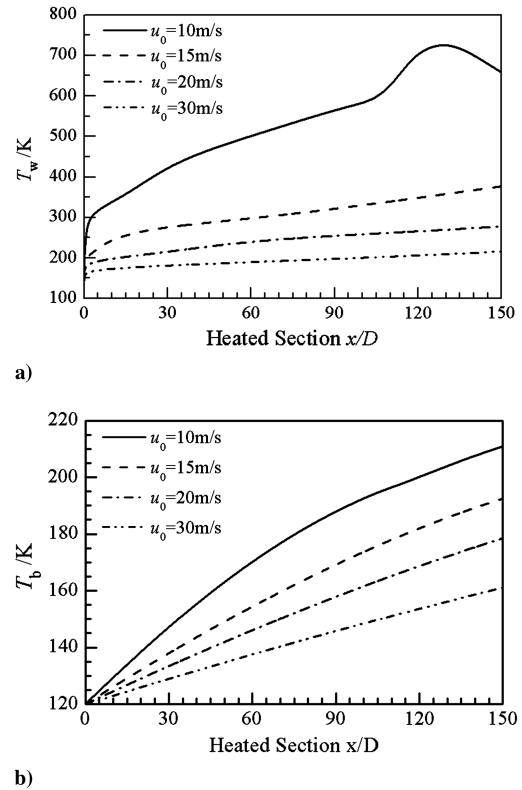 800
700
600
500
400
300
200
100
T_w /K
u_0=10m/s
u_0=15m/s
u_0=20m/s
u_0=30m/s
0 30 60 90 120 150
Heated Section x/D
a)
220
200
180
160
140
120
T_b /K
u_0=10m/s
u_0=15m/s
u_0=20m/s
u_0=30m/s
0 30 60 90 120 150
Heated Section x/D
b)